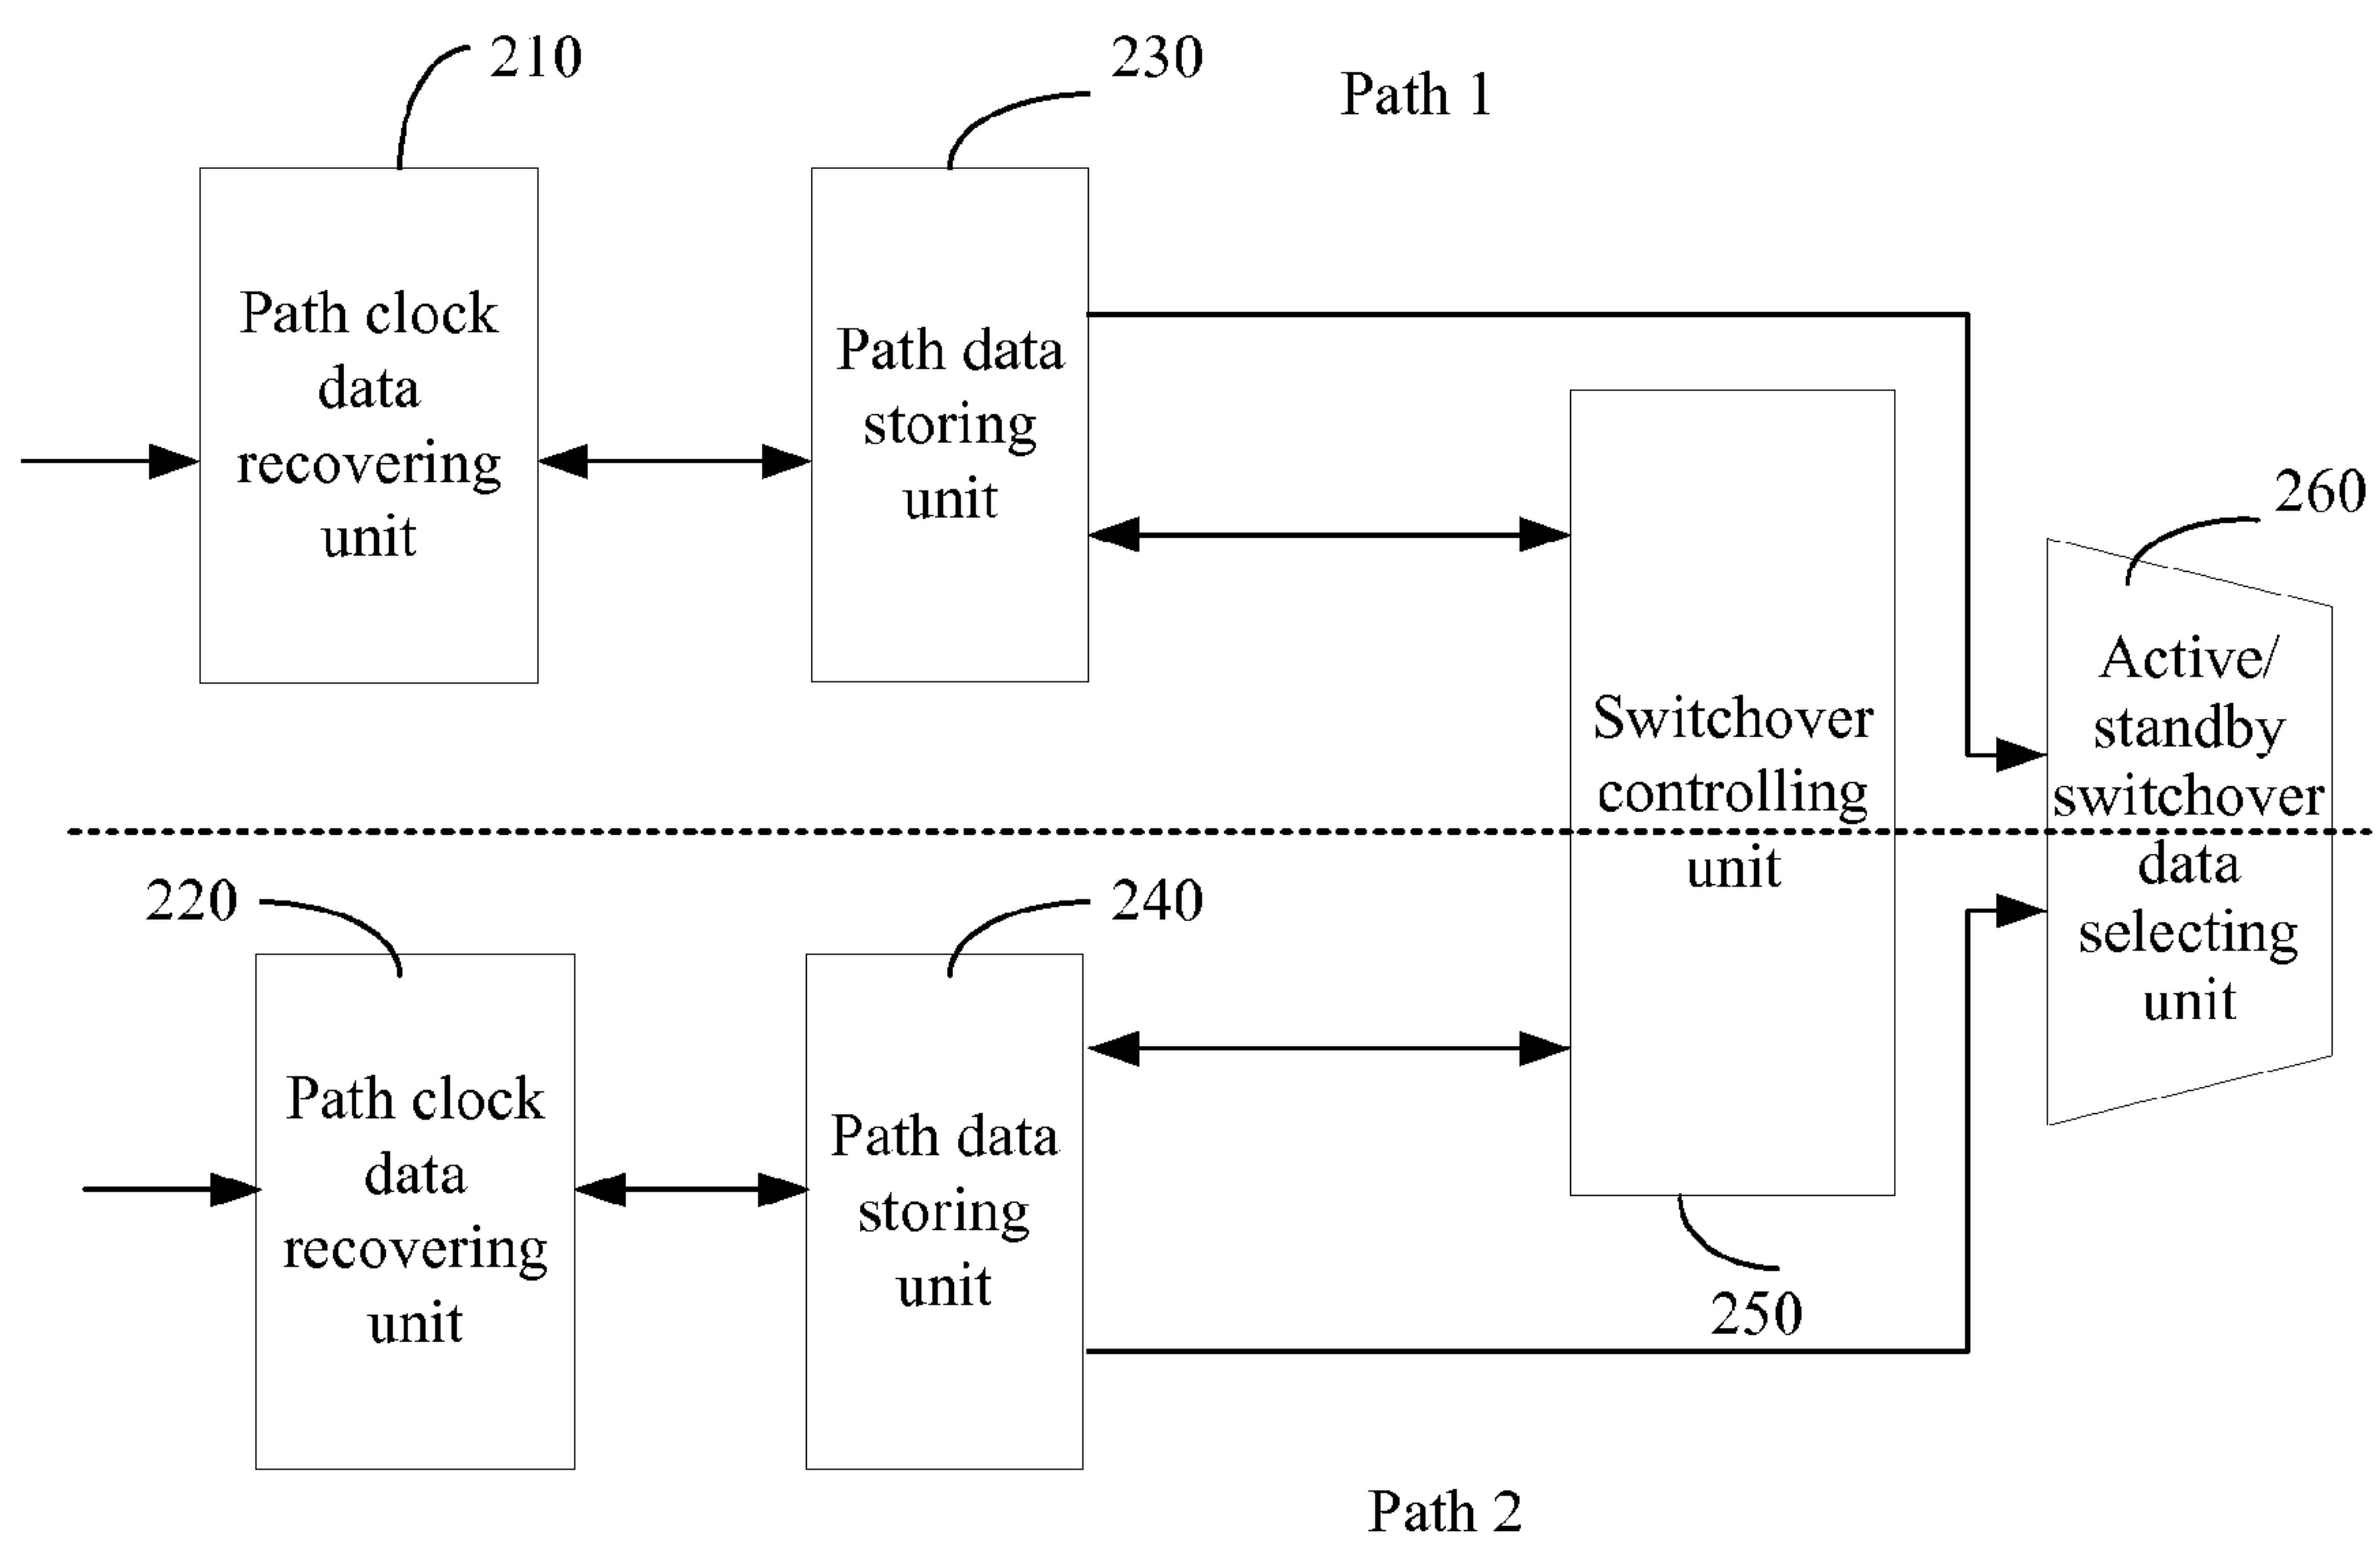 210
230
Path 1
Path clock
data
recovering
unit
Path data
storing
unit
260
Switchover
controlling
unit
Active/
standby
switchover
data
selecting
unit
220
240
Path clock
data
recovering
unit
Path data
storing
unit
250
Path 2